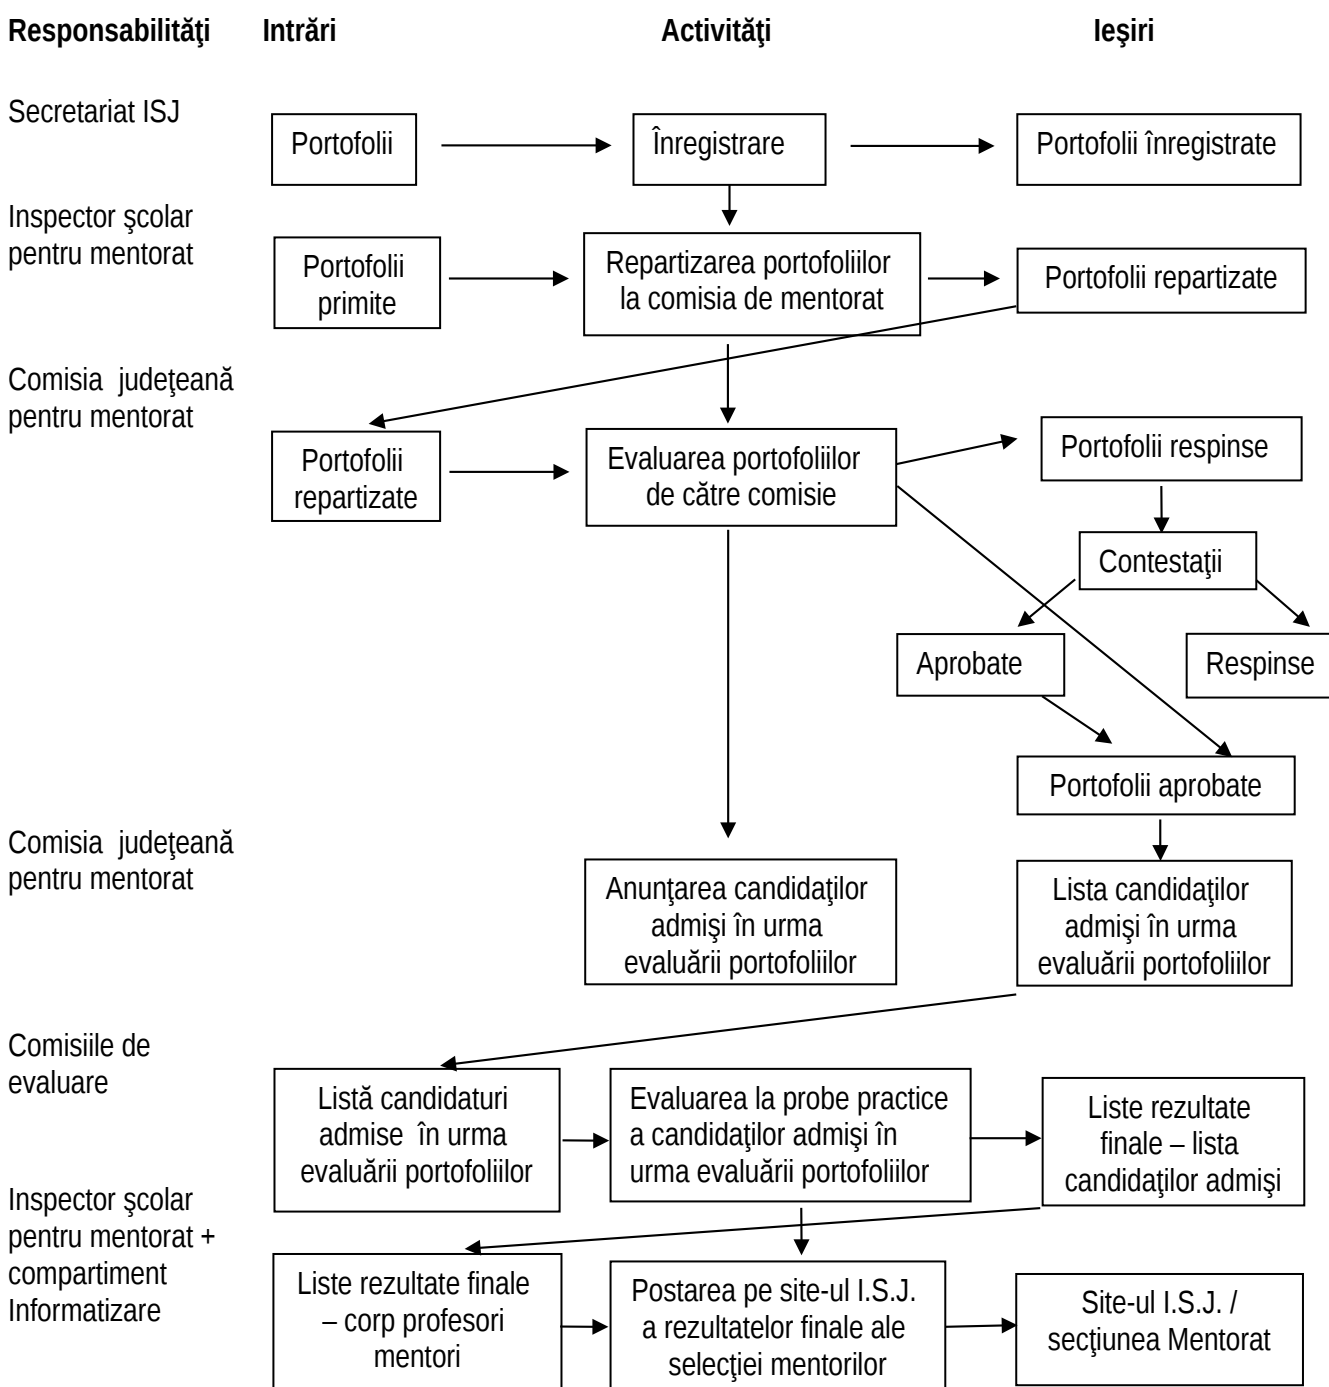 Responsabilităţi Intrări Activităţi Ieşiri
Secretariat ISJ
Portofolii
Înregistrare
Portofolii înregistrate
Inspector şcolar
pentru mentorat
Portofolii
primite
Repartizarea portofoliilor
la comisia de mentorat
Portofolii repartizate
Comisia judeţeană
pentru mentorat
Portofolii
repartizate
Evaluarea portofoliilor
de către comisie
Portofolii respinse
Contestaţii
Aprobate
Respinse
Portofolii aprobate
Comisia judeţeană
pentru mentorat
Anunţarea candidaţilor
admişi în urma
evaluării portofoliilor
Lista candidaţilor
admişi în urma
evaluării portofoliilor
Comisiile de
evaluare
Listă candidaturi
admise în urma
evaluării portofoliilor
Evaluarea la probe practice
a candidaţilor admişi în
urma evaluării portofoliilor
Liste rezultate
finale – lista
candidaţilor admişi
Inspector şcolar
pentru mentorat +
compartiment
Informatizare
Liste rezultate finale
– corp profesori
mentori
Postarea pe site-ul I.S.J.
a rezultatelor finale ale
selecţiei mentorilor
Site-ul I.S.J. /
secţiunea Mentorat